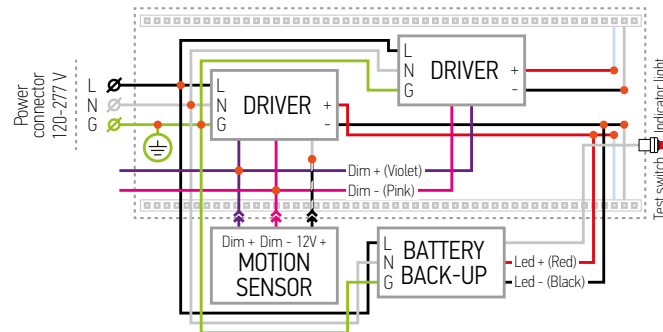 Power
connector
120-277 V
L
N
G
L
N
G
DRIVER
+
-
L
N
G
DRIVER
+
-
Dim + (Violet)
Dim - (Pink)
Dim + Dim - 12V +
MOTION
SENSOR
L
N
G
BATTERY
BACK-UP
Led + (Red)
Led - (Black)
Test switch
Indicator light